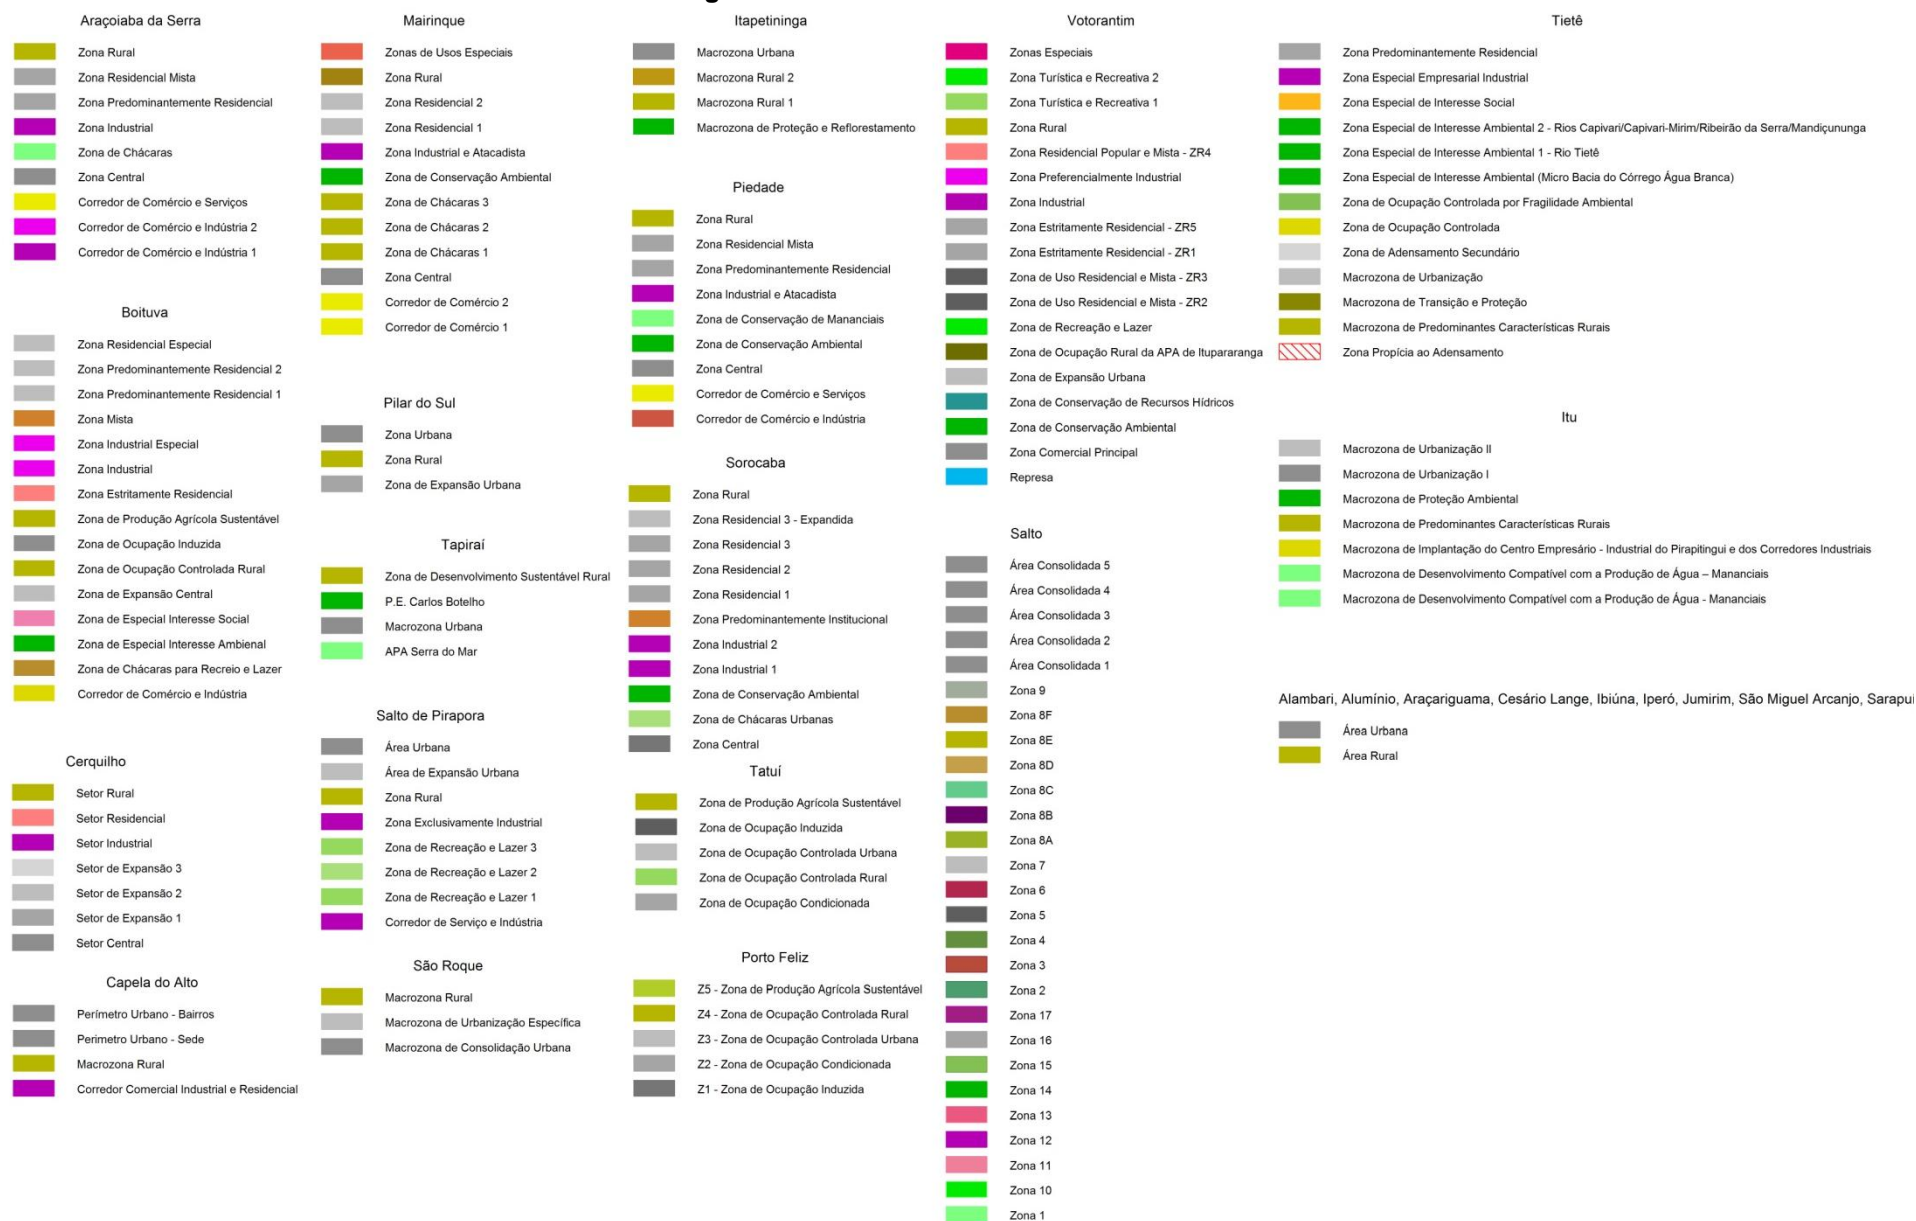 Araçoiaba da Serra
Zona Rural
Zona Residencial Mista
Zona Predominantemente Residencial
Zona Industrial
Zona de Chácaras
Zona Central
Corredor de Comércio e Serviços
Corredor de Comércio e Indústria 2
Corredor de Comércio e Indústria 1
Boituva
Zona Residencial Especial
Zona Predominantemente Residencial 2
Zona Predominantemente Residencial 1
Zona Mista
Zona Industrial Especial
Zona Industrial
Zona Estritamente Residencial
Zona de Produção Agrícola Sustentável
Zona de Ocupação Induzida
Zona de Ocupação Controlada Rural
Zona de Expansão Central
Zona de Especial Interesse Social
Zona de Especial Interesse Ambienal
Zona de Chácaras para Recreio e Lazer
Corredor de Comércio e Indústria
Cerquilho
Setor Rural
Setor Residencial
Setor Industrial
Setor de Expansão 3
Setor de Expansão 2
Setor de Expansão 1
Setor Central
Capela do Alto
Perímetro Urbano - Bairros
Perimetro Urbano - Sede
Macrozona Rural
Corredor Comercial Industrial e Residencial
Mairinque
Zonas de Usos Especiais
Zona Rural
Zona Residencial 2
Zona Residencial 1
Zona Industrial e Atacadista
Zona de Conservação Ambiental
Zona de Chácaras 3
Zona de Chácaras 2
Zona de Chácaras 1
Zona Central
Corredor de Comércio 2
Corredor de Comércio 1
Pilar do Sul
Zona Urbana
Zona Rural
Zona de Expansão Urbana
Tapiraí
Zona de Desenvolvimento Sustentável Rural
P.E. Carlos Botelho
Macrozona Urbana
APA Serra do Mar
Salto de Pirapora
Área Urbana
Área de Expansão Urbana
Zona Rural
Zona Exclusivamente Industrial
Zona de Recreação e Lazer 3
Zona de Recreação e Lazer 2
Zona de Recreação e Lazer 1
Corredor de Serviço e Indústria
São Roque
Macrozona Rural
Macrozona de Urbanização Específica
Macrozona de Consolidação Urbana
Itapetininga
Macrozona Urbana
Macrozona Rural 2
Macrozona Rural 1
Macrozona de Proteção e Reflorestamento
Piedade
Zona Rural
Zona Residencial Mista
Zona Predominantemente Residencial
Zona Industrial e Atacadista
Zona de Conservação de Mananciais
Zona de Conservação Ambiental
Zona Central
Corredor de Comércio e Serviços
Corredor de Comércio e Indústria
Sorocaba
Zona Rural
Zona Residencial 3 - Expandida
Zona Residencial 3
Zona Residencial 2
Zona Residencial 1
Zona Predominantemente Institucional
Zona Industrial 2
Zona Industrial 1
Zona de Conservação Ambiental
Zona de Chácaras Urbanas
Zona Central
Tatuí
Zona de Produção Agrícola Sustentável
Zona de Ocupação Induzida
Zona de Ocupação Controlada Urbana
Zona de Ocupação Controlada Rural
Zona de Ocupação Condicionada
Porto Feliz
Z5 - Zona de Produção Agrícola Sustentável
Z4 - Zona de Ocupação Controlada Rural
Z3 - Zona de Ocupação Controlada Urbana
Z2 - Zona de Ocupação Condicionada
Z1 - Zona de Ocupação Induzida
Votorantim
Zonas Especiais
Zona Turística e Recreativa 2
Zona Turística e Recreativa 1
Zona Rural
Zona Residencial Popular e Mista - ZR4
Zona Preferencialmente Industrial
Zona Industrial
Zona Estritamente Residencial - ZR5
Zona Estritamente Residencial - ZR1
Zona de Uso Residencial e Mista - ZR3
Zona de Uso Residencial e Mista - ZR2
Zona de Recreação e Lazer
Zona de Ocupação Rural da APA de Itupararanga
Zona de Expansão Urbana
Zona de Conservação de Recursos Hídricos
Zona de Conservação Ambiental
Zona Comercial Principal
Represa
Salto
Área Consolidada 5
Área Consolidada 4
Área Consolidada 3
Área Consolidada 2
Área Consolidada 1
Zona 9
Zona 8F
Zona 8E
Zona 8D
Zona 8C
Zona 8B
Zona 8A
Zona 7
Zona 6
Zona 5
Zona 4
Zona 3
Zona 2
Zona 17
Zona 16
Zona 15
Zona 14
Zona 13
Zona 12
Zona 11
Zona 10
Zona 1
Tietê
Zona Predominantemente Residencial
Zona Especial Empresarial Industrial
Zona Especial de Interesse Social
Zona Especial de Interesse Ambiental 2 - Rios Capivari/Capivari-Mirim/Ribeirão da Serra/Mandiçununga
Zona Especial de Interesse Ambiental 1 - Rio Tietê
Zona Especial de Interesse Ambiental (Micro Bacia do Córrego Água Branca)
Zona de Ocupação Controlada por Fragilidade Ambiental
Zona de Ocupação Controlada
Zona de Adensamento Secundário
Macrozona de Urbanização
Macrozona de Transição e Proteção
Macrozona de Predominantes Características Rurais
Zona Propícia ao Adensamento
Itu
Macrozona de Urbanização II
Macrozona de Urbanização I
Macrozona de Proteção Ambiental
Macrozona de Predominantes Características Rurais
Macrozona de Implantação do Centro Empresário - Industrial do Pirapitingui e dos Corredores Industriais
Macrozona de Desenvolvimento Compatível com a Produção de Água – Mananciais
Macrozona de Desenvolvimento Compatível com a Produção de Água - Mananciais
Alambari, Alumínio, Araçariguama, Cesário Lange, Ibiúna, Iperó, Jumirim, São Miguel Arcanjo, Sarapuí
Área Urbana
Área Rural